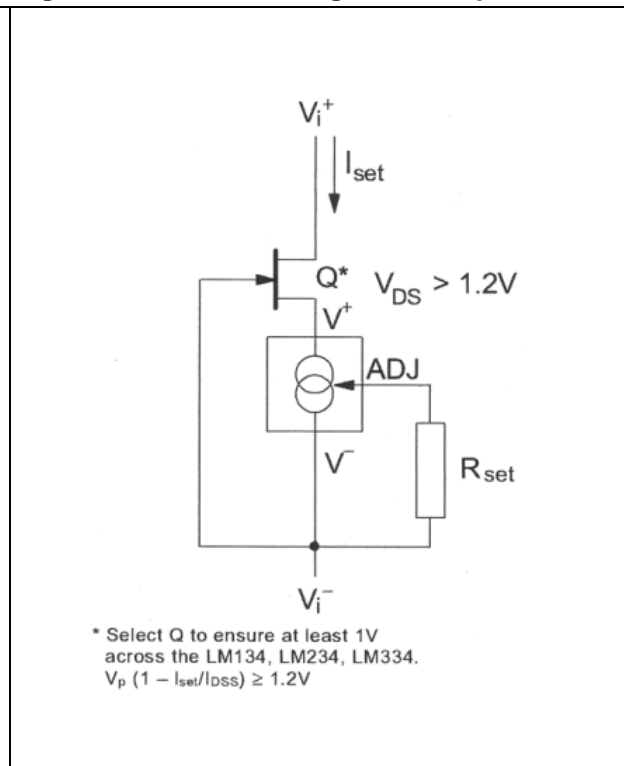 Vi+
Iset
Q*
VDS > 1.2V
V+
ADJ
V−
Rset
Vi−
* Select Q to ensure at least 1V
across the LM134, LM234, LM334.
Vp (1 – Iset/IDSS) ≥ 1.2V